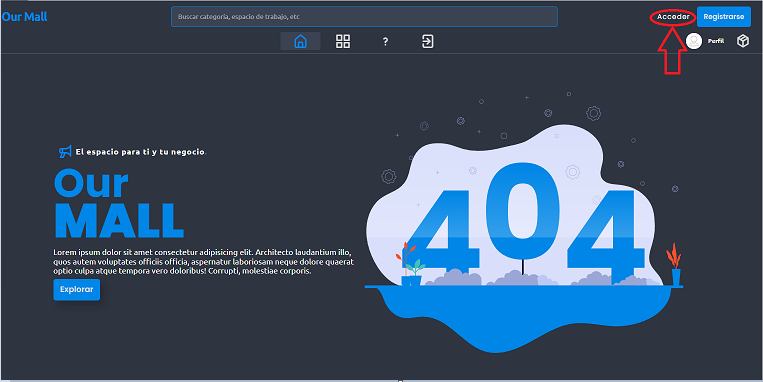 Our Mall
Buscar categoría, espacio de trabajo, etc
Acceder
Registrarse
?
Perfil
El espacio para ti y tu negocio.
Our
MALL
Lorem ipsum dolor sit amet consectetur adipisicing elit. Architecto laudantium illo,
quos autem voluptates officiis officia, aspernatur laboriosam neque dolore quaerat
optio culpa atque tempora vero doloribus! Corrupti, molestiae corporis.
Explorar
404